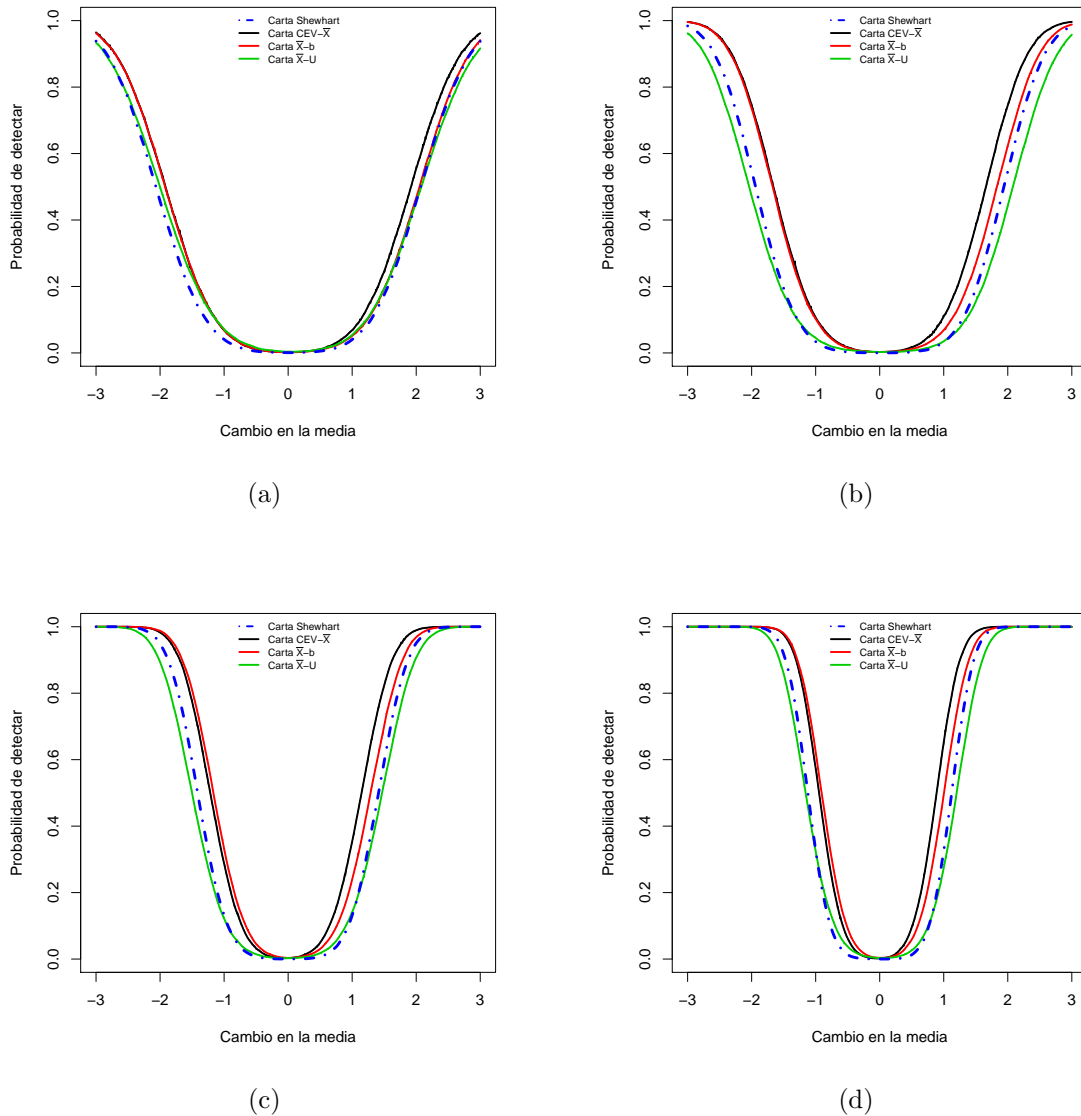 Carta Shewhart
Carta CEV−X̅
Carta X̅−b
Carta X̅−U
Probabilidad de detectar
0.0 0.2 0.4 0.6 0.8 1.0
−3 −2 −1 0 1 2 3
Cambio en la media
(a)
Carta Shewhart
Carta CEV−X̅
Carta X̅−b
Carta X̅−U
Probabilidad de detectar
0.0 0.2 0.4 0.6 0.8 1.0
−3 −2 −1 0 1 2 3
Cambio en la media
(b)
Carta Shewhart
Carta CEV−X̅
Carta X̅−b
Carta X̅−U
Probabilidad de detectar
0.0 0.2 0.4 0.6 0.8 1.0
−3 −2 −1 0 1 2 3
Cambio en la media
(c)
Carta Shewhart
Carta CEV−X̅
Carta X̅−b
Carta X̅−U
Probabilidad de detectar
0.0 0.2 0.4 0.6 0.8 1.0
−3 −2 −1 0 1 2 3
Cambio en la media
(d)